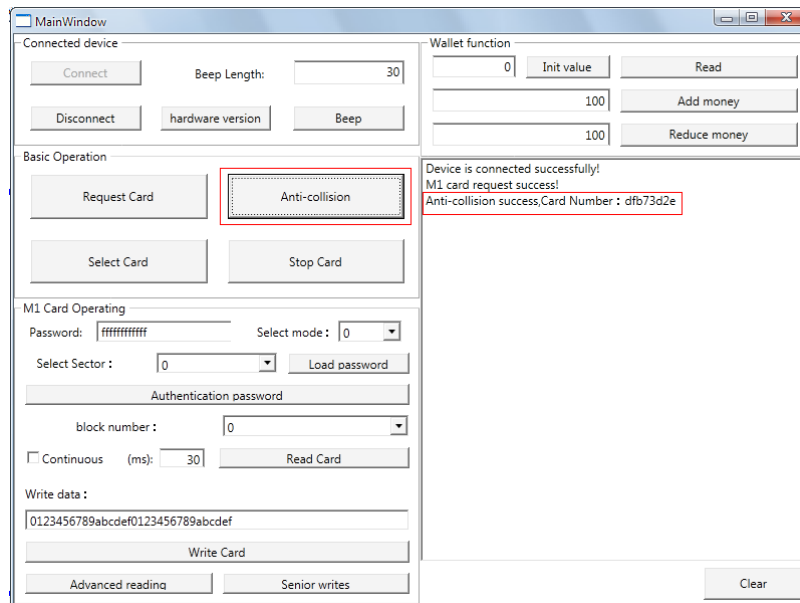 MainWindow
Connected device
Connect
Beep Length:
30
Disconnect
hardware version
Beep
Basic Operation
Request Card
Anti-collision
Select Card
Stop Card
M1 Card Operating
Password:
ffffffffffff
Select mode:
0
Select Sector:
0
Load password
Authentication password
block number:
0
Continuous
(ms):
30
Read Card
Write data:
0123456789abcdef0123456789abcdef
Write Card
Advanced reading
Senior writes
Wallet function
0
Init value
Read
100
Add money
100
Reduce money
Device is connected successfully!
M1 card request success!
Anti-collision success,Card Number: dfb73d2e
Clear